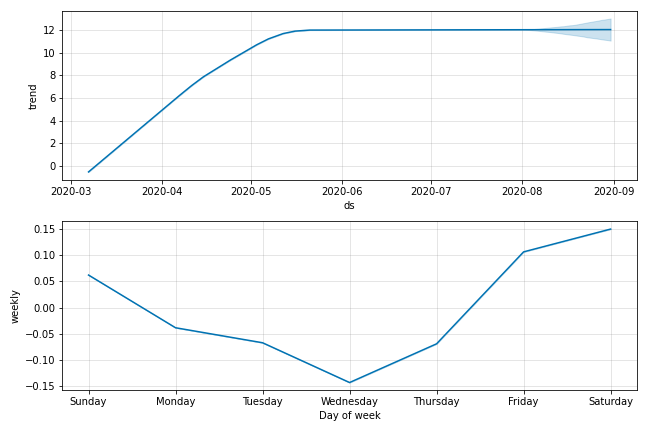 12
10
8
6
4
2
0
trend
2020-03 2020-04 2020-05 2020-06 2020-07 2020-08 2020-09
ds
0.15
0.10
0.05
0.00
−0.05
−0.10
−0.15
weekly
Sunday Monday Tuesday Wednesday Thursday Friday Saturday
Day of week